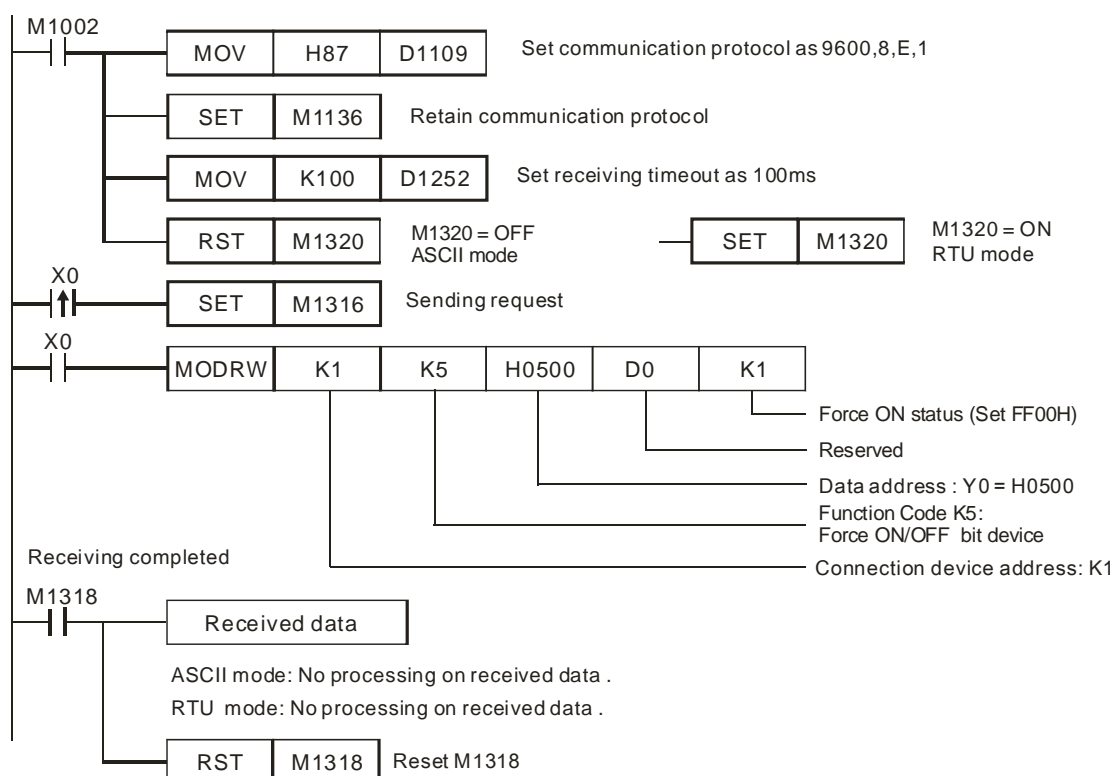 M1002
MOV H87 D1109 Set communication protocol as 9600,8,E,1
SET M1136 Retain communication protocol
MOV K100 D1252 Set receiving timeout as 100ms
RST M1320 M1320 = OFF
ASCII mode
SET M1320 M1320 = ON
RTU mode
X0
SET M1316 Sending request
X0
MODRW K1 K5 H0500 D0 K1
Force ON status (Set FF00H)
Reserved
Data address : Y0 = H0500
Function Code K5:
Force ON/OFF bit device
Connection device address: K1
Receiving completed
M1318
Received data
ASCII mode: No processing on received data .
RTU mode: No processing on received data .
RST M1318 Reset M1318